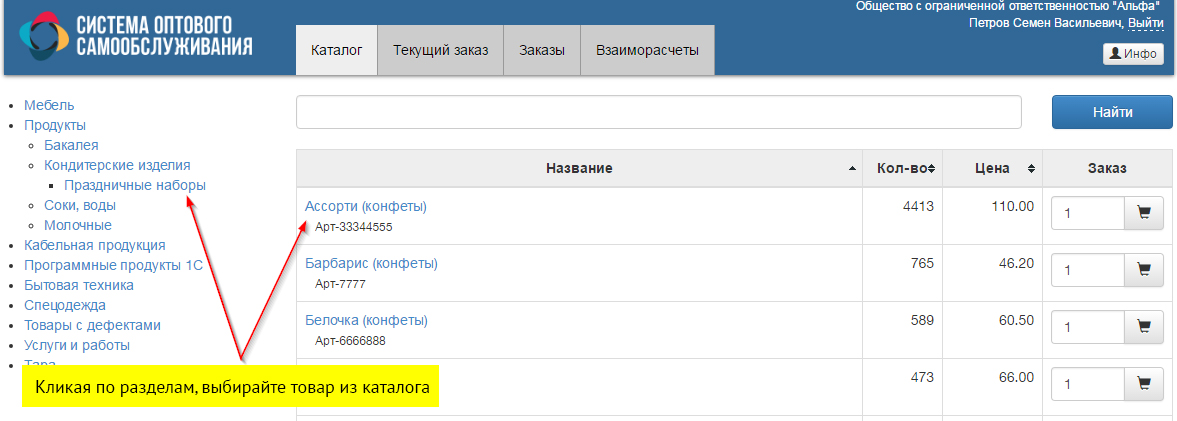 СИСТЕМА ОПТОВОГО
САМООБСЛУЖИВАНИЯ
Общество с ограниченной ответственностью "Альфа"
Петров Семен Васильевич, Выйти
Инфо
Каталог Текущий заказ Заказы Взаиморасчеты
Мебель
Продукты
Бакалея
Кондитерские изделия
Праздничные наборы
Соки, воды
Молочные
Кабельная продукция
Программные продукты 1С
Бытовая техника
Спецодежда
Товары с дефектами
Услуги и работы
Тара
Кликая по разделам, выбирайте товар из каталога
Найти
Название Кол-во Цена Заказ
Ассорти (конфеты) 4413 110.00 1
Арт-33344555
Барбарис (конфеты) 765 46.20 1
Арт-7777
Белочка (конфеты) 589 60.50 1
Арт-6666888
473 66.00 1